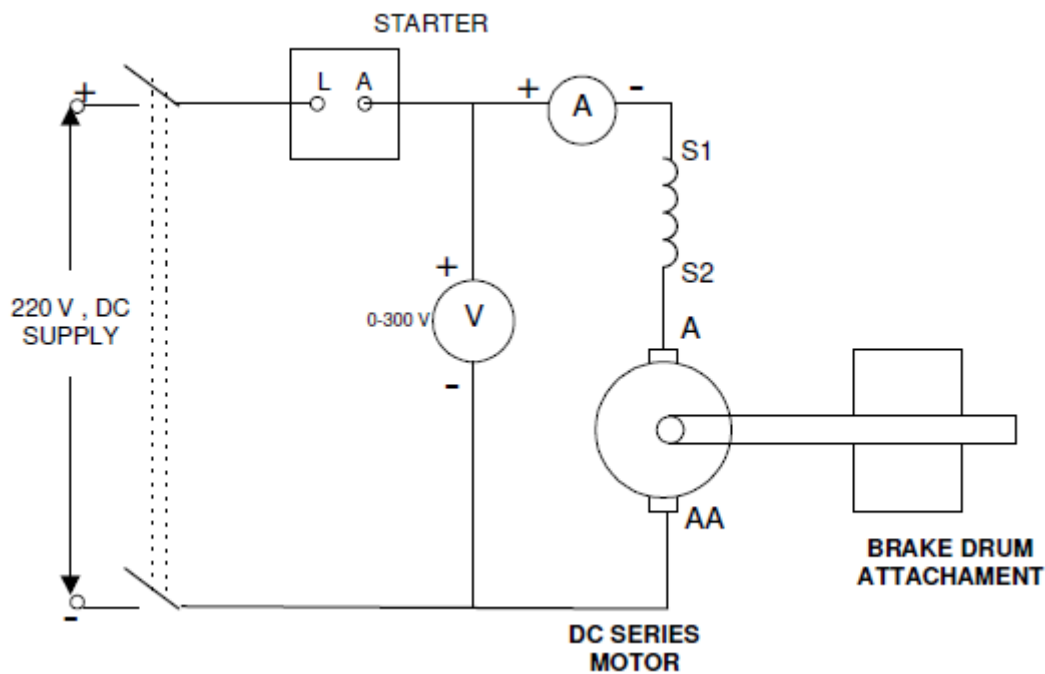 STARTER
L A
+
+ A -
S1
S2
+
220 V , DC
SUPPLY
0-300 V
V
-
A
AA
BRAKE DRUM
ATTACHAMENT
-
DC SERIES
MOTOR